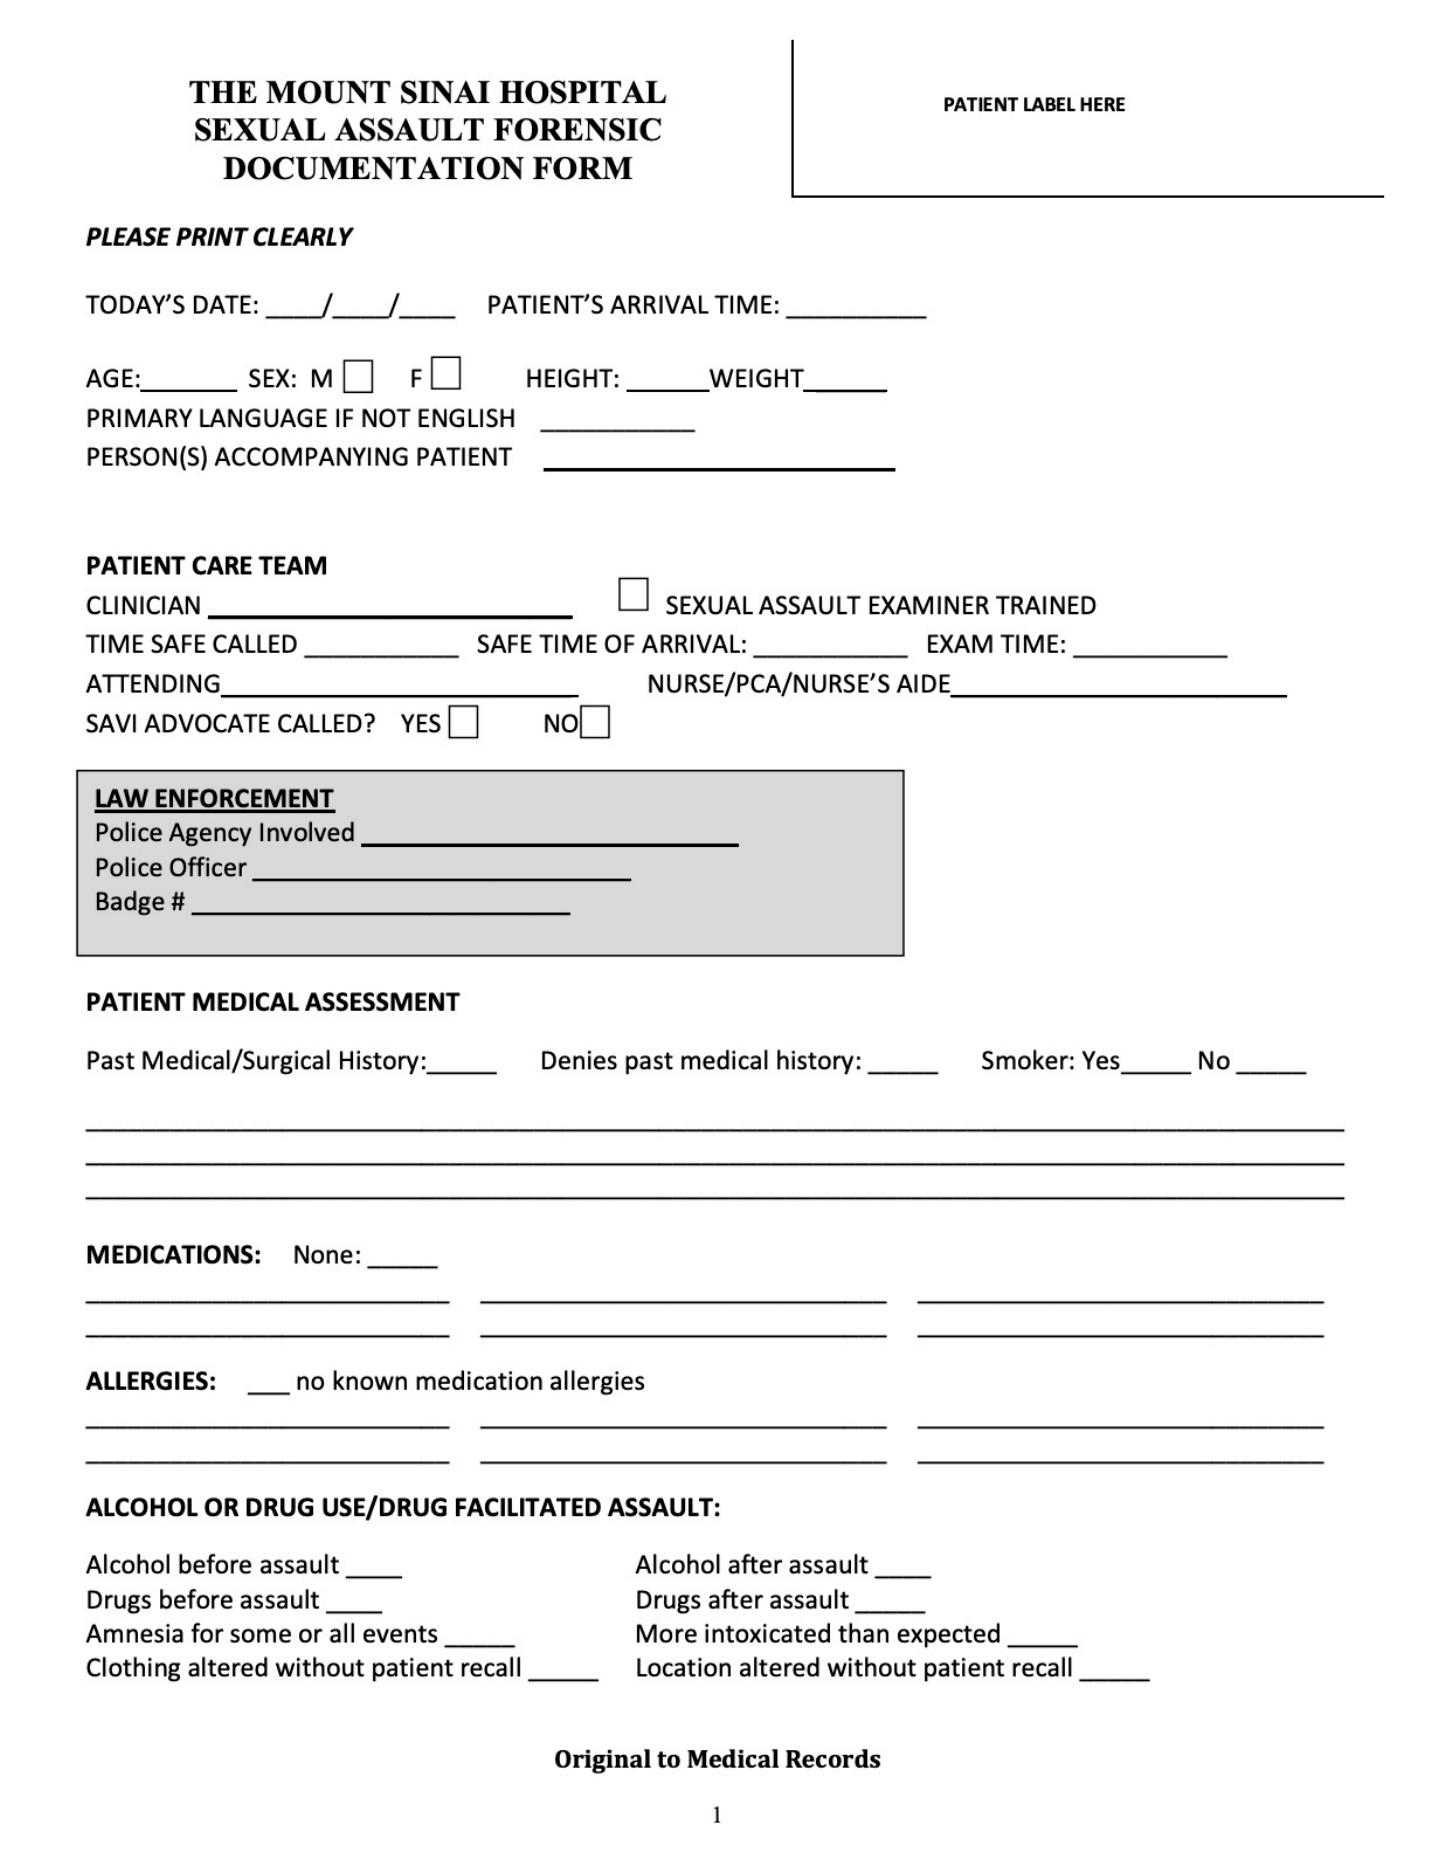 THE MOUNT SINAI HOSPITAL
SEXUAL ASSAULT FORENSIC
DOCUMENTATION FORM
PATIENT LABEL HERE
PLEASE PRINT CLEARLY
TODAY'S DATE: ____/____/____ PATIENT'S ARRIVAL TIME: __________
AGE:_______ SEX: M F HEIGHT: ______WEIGHT______
PRIMARY LANGUAGE IF NOT ENGLISH ___________
PERSON(S) ACCOMPANYING PATIENT _________________________
PATIENT CARE TEAM
CLINICIAN __________________________ SEXUAL ASSAULT EXAMINER TRAINED
TIME SAFE CALLED ___________ SAFE TIME OF ARRIVAL: ___________ EXAM TIME: ___________
ATTENDING_________________________ NURSE/PCA/NURSE'S AIDE________________________
SAVI ADVOCATE CALLED? YES NO
LAW ENFORCEMENT
Police Agency Involved ___________________________
Police Officer ___________________________
Badge # ___________________________
PATIENT MEDICAL ASSESSMENT
Past Medical/Surgical History:_____ Denies past medical history: _____ Smoker: Yes_____ No _____
MEDICATIONS: None: _____
ALLERGIES: ___ no known medication allergies
ALCOHOL OR DRUG USE/DRUG FACILITATED ASSAULT:
Alcohol before assault ____ Alcohol after assault ____
Drugs before assault ____ Drugs after assault _____
Amnesia for some or all events _____ More intoxicated than expected _____
Clothing altered without patient recall _____ Location altered without patient recall _____
Original to Medical Records
1